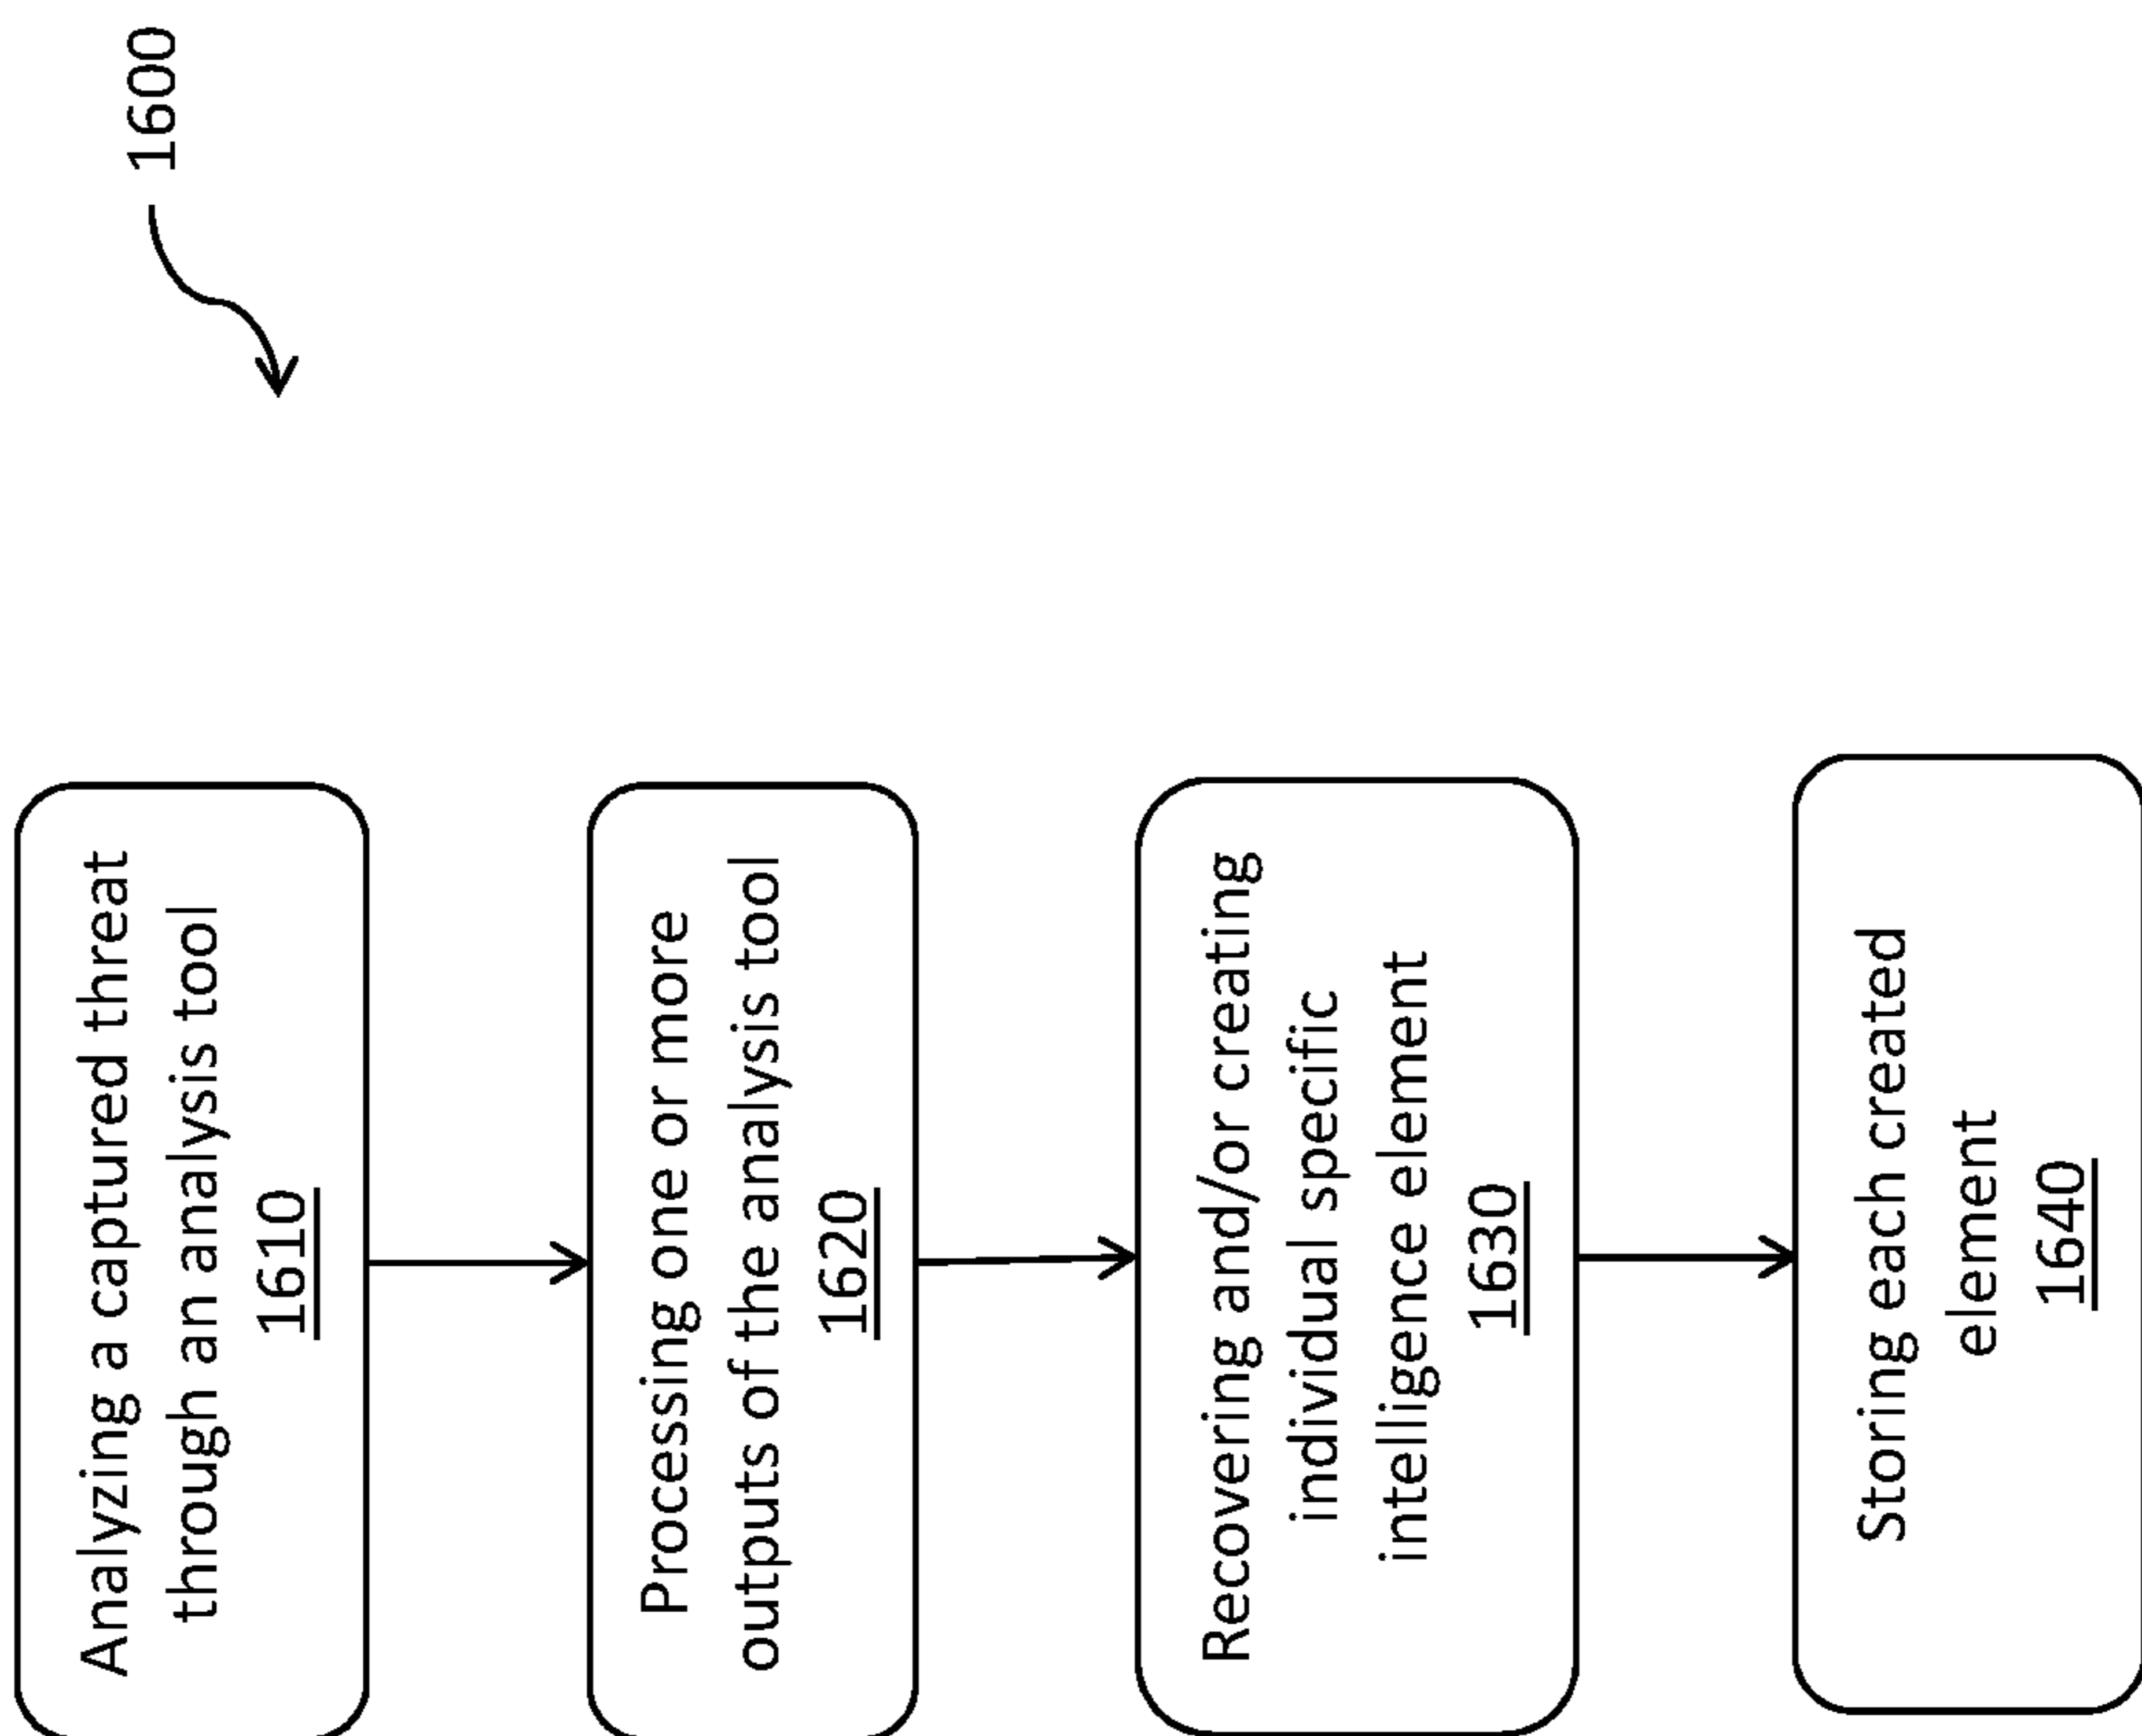 1600
Analyzing a captured threat
through an analysis tool
1610
Processing one or more
outputs of the analysis tool
1620
Recovering and/or creating
individual specific
intelligence element
1630
Storing each created
element
1640